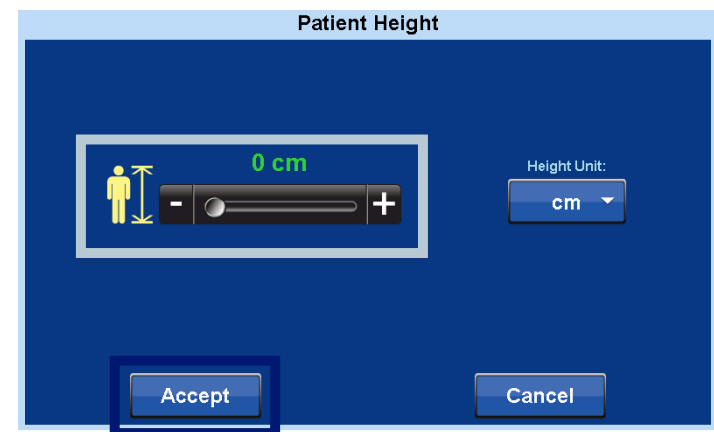 Patient Height
0 cm
Height Unit:
- +
cm
Accept
Cancel